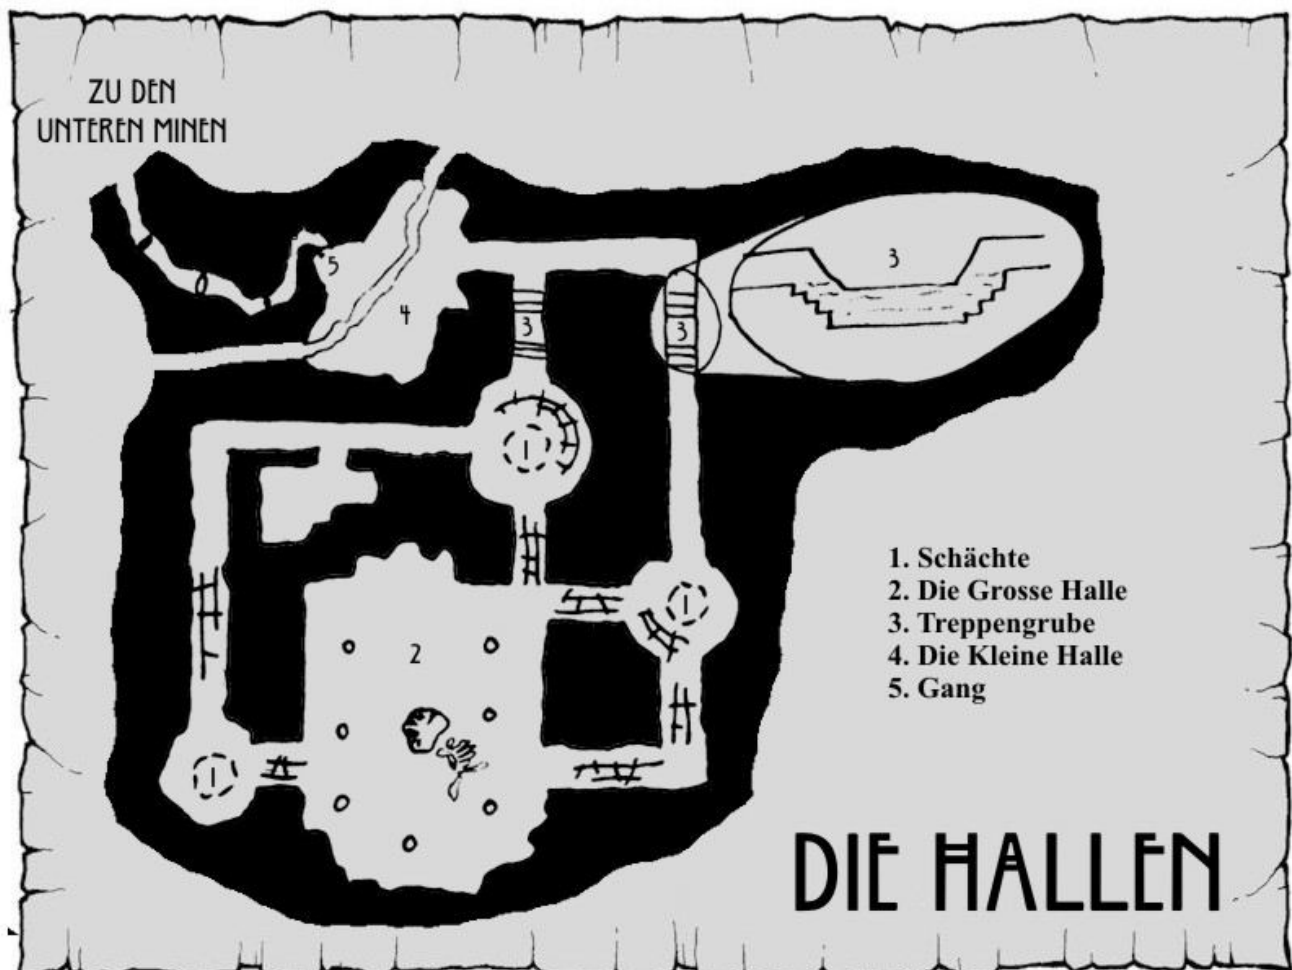 ZU DEN
UNTEREN MINEN
5
3
4
3
3
1
1. Schächte
2. Die Grosse Halle
3. Treppengrube
4. Die Kleine Halle
5. Gang
1
2
1
DIE HALLEN